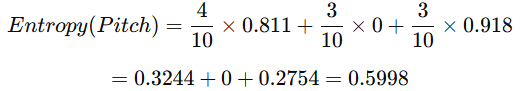 Entropy(Pitch) = 4/10 × 0.811 + 3/10 × 0 + 3/10 × 0.918
= 0.3244 + 0 + 0.2754 = 0.5998